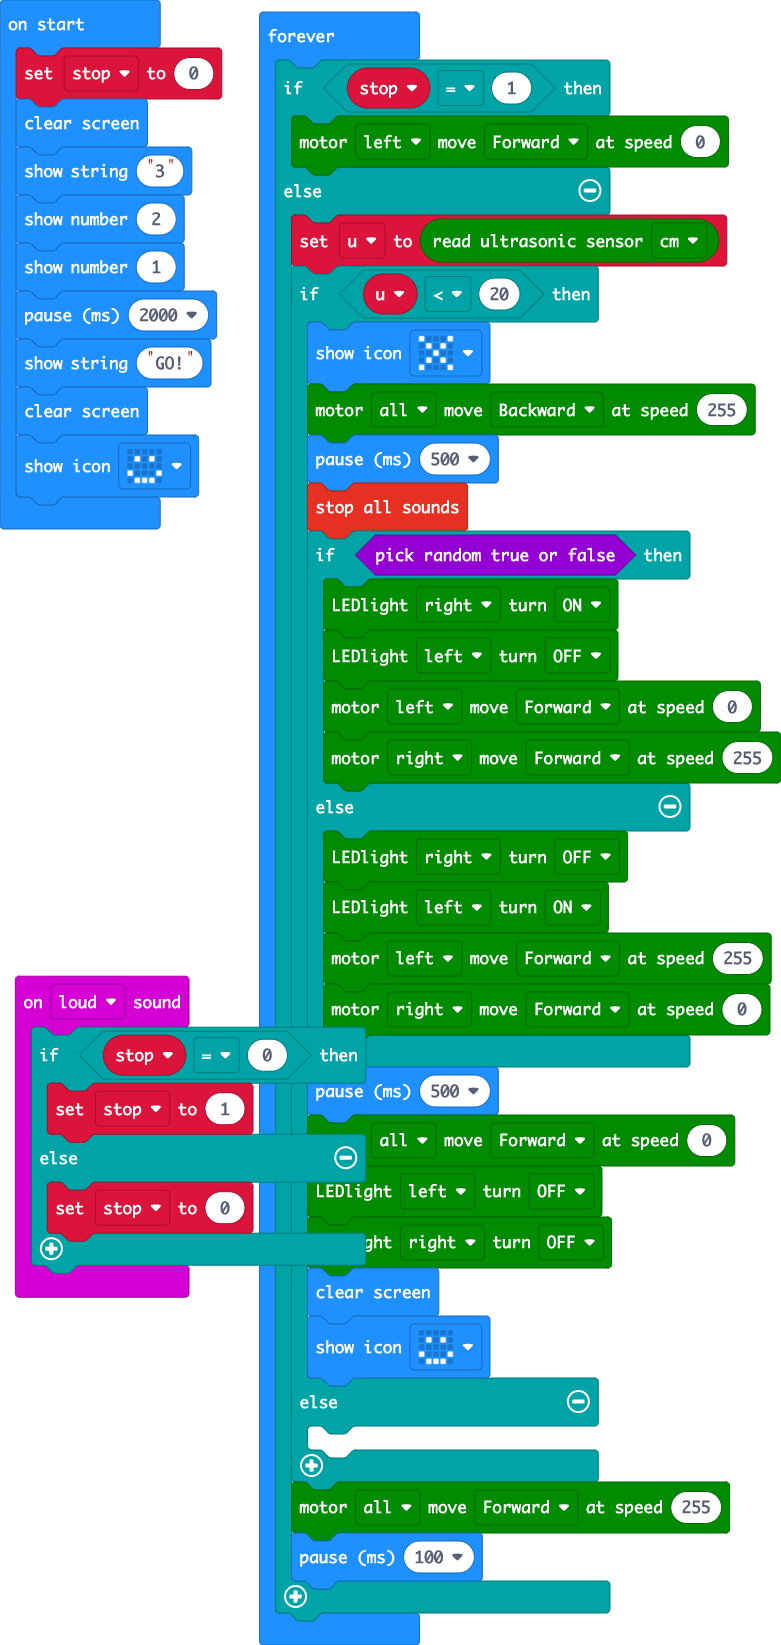 on start
set stop to 0
clear screen
show string "3"
show number 2
show number 1
pause (ms) 2000
show string "GO!"
clear screen
show icon
forever
if stop = 1 then
motor left move Forward at speed 0
else
set u to read ultrasonic sensor cm
if u < 20 then
show icon
motor all move Backward at speed 255
pause (ms) 500
stop all sounds
if pick random true or false then
LEDlight right turn ON
LEDlight left turn OFF
motor left move Forward at speed 0
motor right move Forward at speed 255
else
LEDlight right turn OFF
LEDlight left turn ON
motor left move Forward at speed 255
motor right move Forward at speed 0
pause (ms) 500
all move Forward at speed 0
LEDlight left turn OFF
ght right turn OFF
clear screen
show icon
else
motor all move Forward at speed 255
pause (ms) 100
on loud sound
if stop = 0 then
set stop to 1
else
set stop to 0